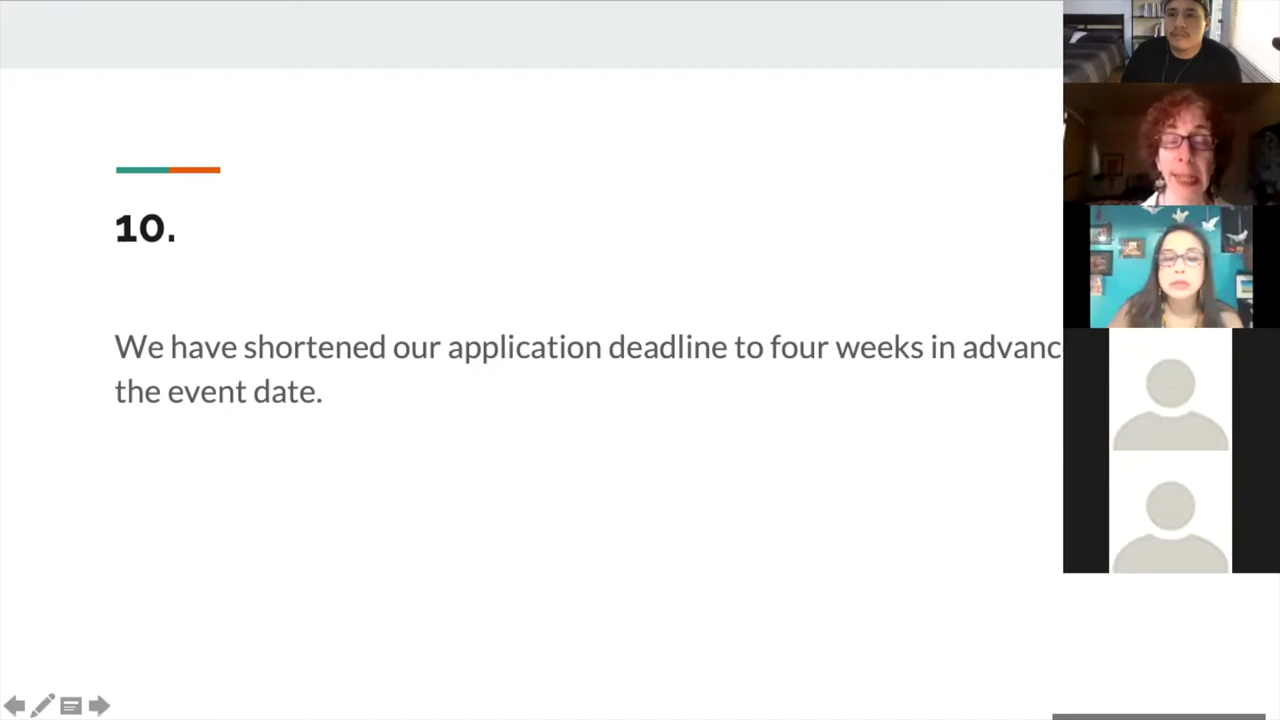 10.
We have shortened our application deadline to four weeks in advanc
the event date.